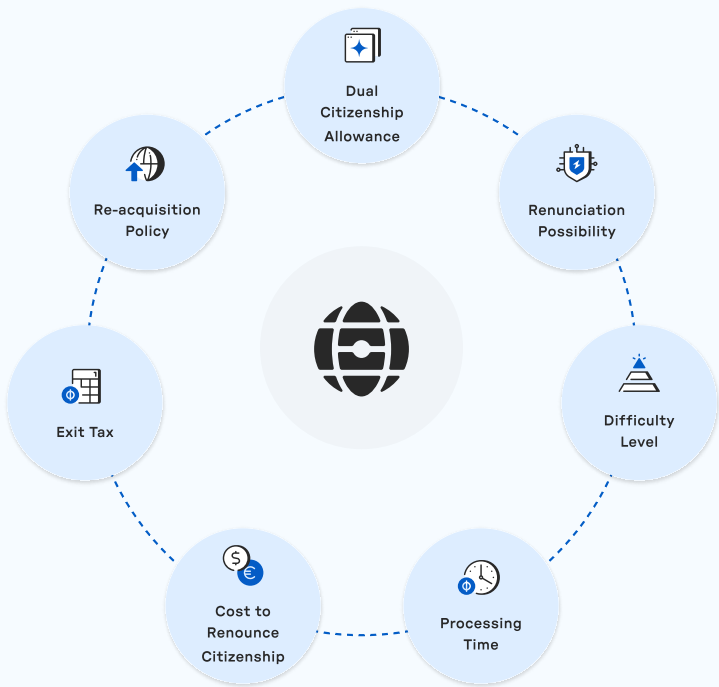 Dual
Citizenship
Allowance
Renunciation
Possibility
Difficulty
Level
Processing
Time
Cost to
Renounce
Citizenship
Exit Tax
Re-acquisition
Policy